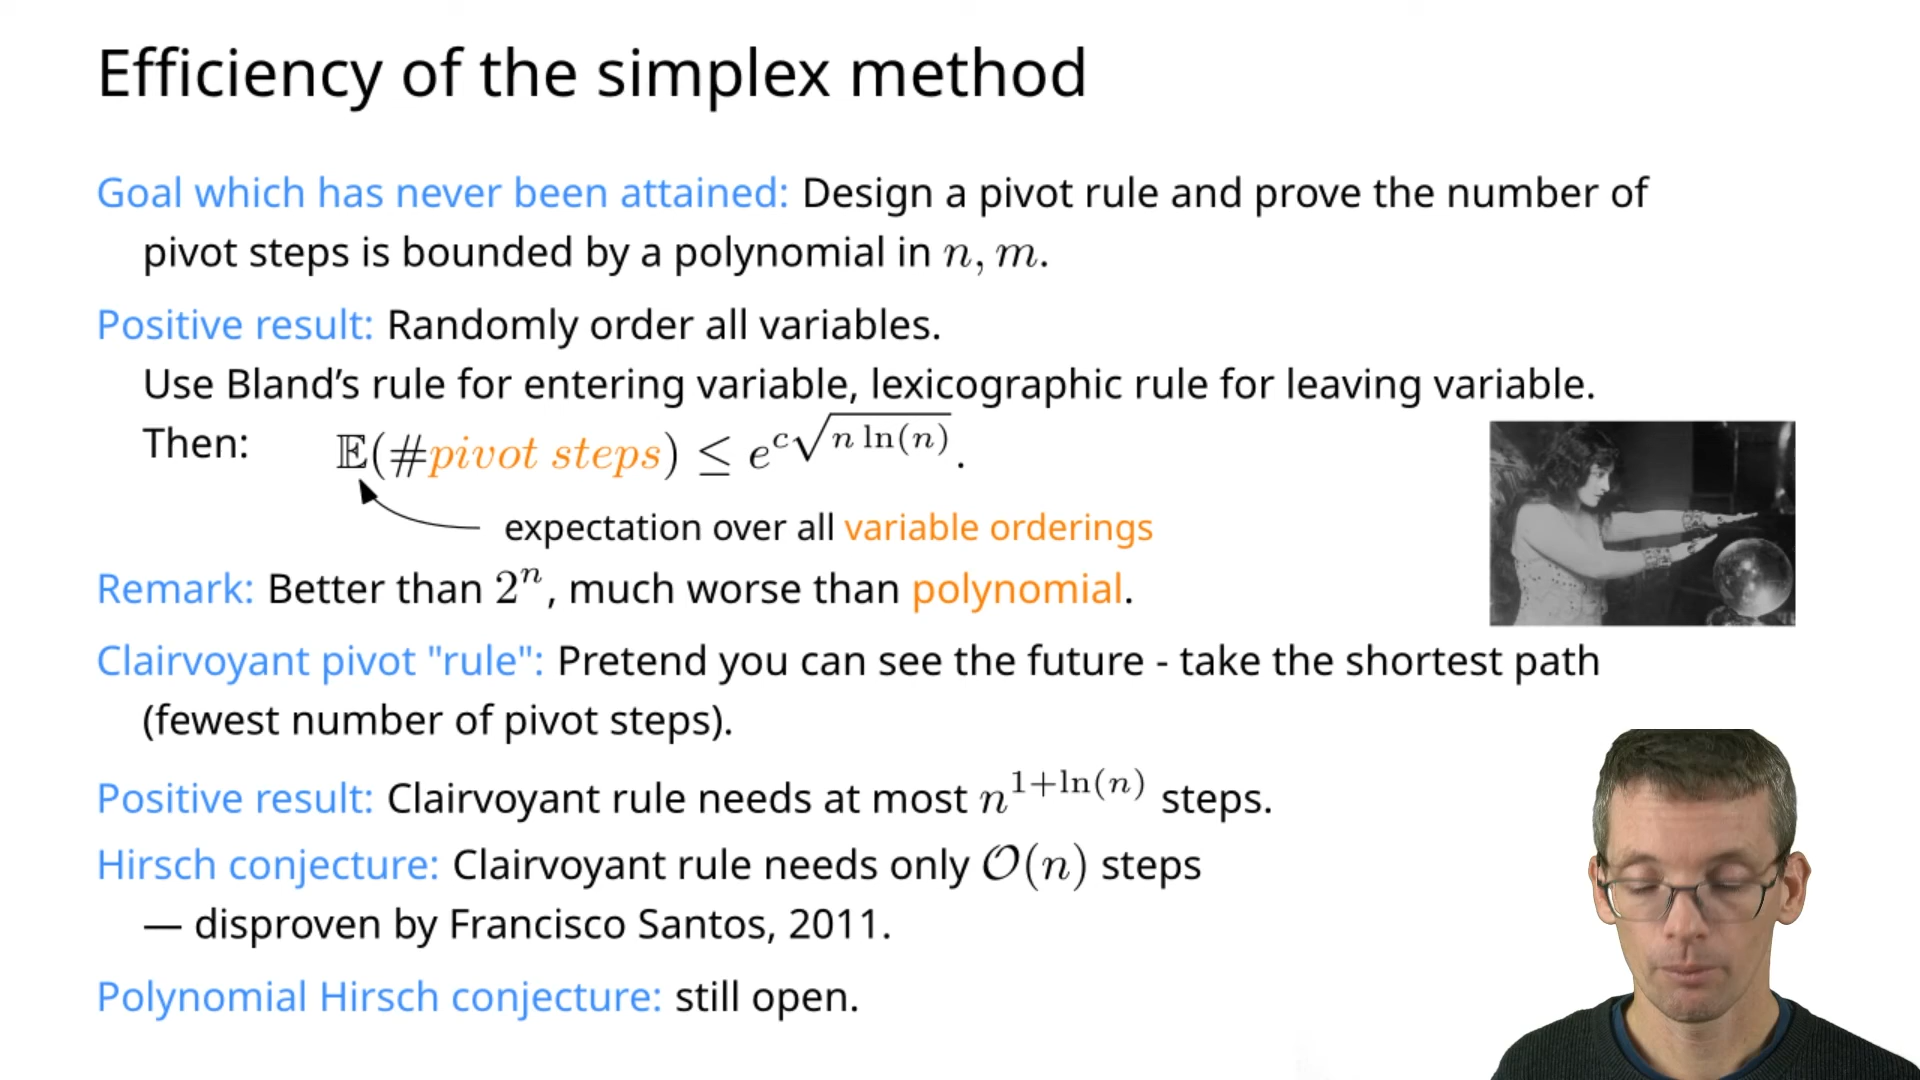 Efficiency of the simplex method
Goal which has never been attained: Design a pivot rule and prove the number of
pivot steps is bounded by a polynomial in n, m.
Positive result: Randomly order all variables.
Use Bland’s rule for entering variable, lexicographic rule for leaving variable.
Then: 𝔼(#pivot steps) ≤ e^{c√(n ln(n))}.
expectation over all variable orderings
Remark: Better than 2^n, much worse than polynomial.
Clairvoyant pivot "rule": Pretend you can see the future - take the shortest path
(fewest number of pivot steps).
Positive result: Clairvoyant rule needs at most n^{1+ln(n)} steps.
Hirsch conjecture: Clairvoyant rule needs only 𝒪(n) steps
— disproven by Francisco Santos, 2011.
Polynomial Hirsch conjecture: still open.